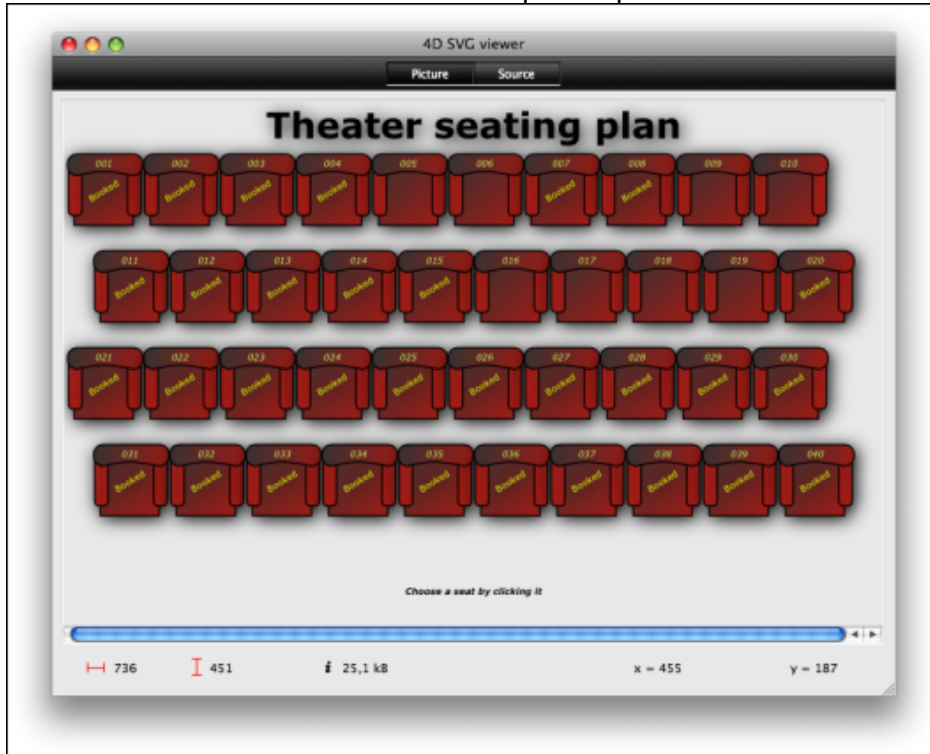 4D SVG viewer
Picture Source
Theater seating plan
001 002 003 004 005 006 007 008 009 010
Booked Booked Booked Booked Booked Booked
011 012 013 014 015 016 017 018 019 020
Booked Booked Booked Booked Booked Booked
021 022 023 024 025 026 027 028 029 030
Booked Booked Booked Booked Booked Booked Booked Booked Booked Booked
031 032 033 034 035 036 037 038 039 040
Booked Booked Booked Booked Booked Booked Booked Booked Booked Booked
Choose a seat by clicking it
736 451 i 25,1 kB x = 455 y = 187